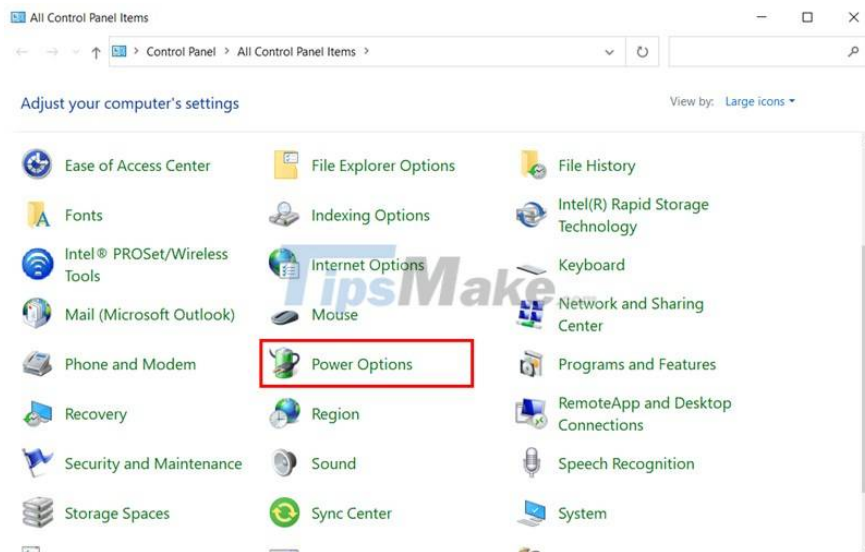 All Control Panel Items
Control Panel > All Control Panel Items >
Adjust your computer's settings
View by: Large icons
Ease of Access Center
File Explorer Options
File History
Fonts
Indexing Options
Intel(R) Rapid Storage
Technology
Intel® PROSet/Wireless
Tools
Internet Options
Keyboard
TipsMake.com
Mail (Microsoft Outlook)
Mouse
Network and Sharing
Center
Phone and Modem
Power Options
Programs and Features
Recovery
Region
RemoteApp and Desktop
Connections
Security and Maintenance
Sound
Speech Recognition
Storage Spaces
Sync Center
System